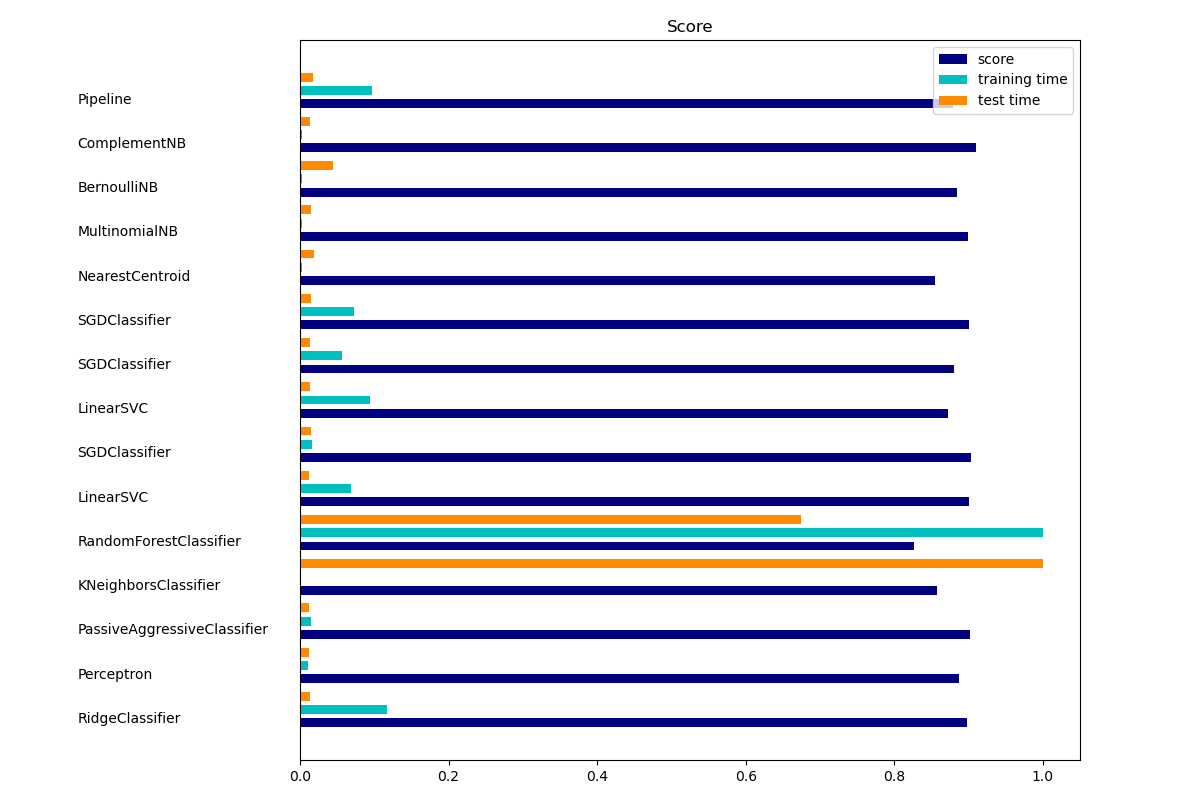 Score
score
training time
test time
Pipeline
ComplementNB
BernoulliNB
MultinomialNB
NearestCentroid
SGDClassifier
SGDClassifier
LinearSVC
SGDClassifier
LinearSVC
RandomForestClassifier
KNeighborsClassifier
PassiveAggressiveClassifier
Perceptron
RidgeClassifier
0.0 0.2 0.4 0.6 0.8 1.0